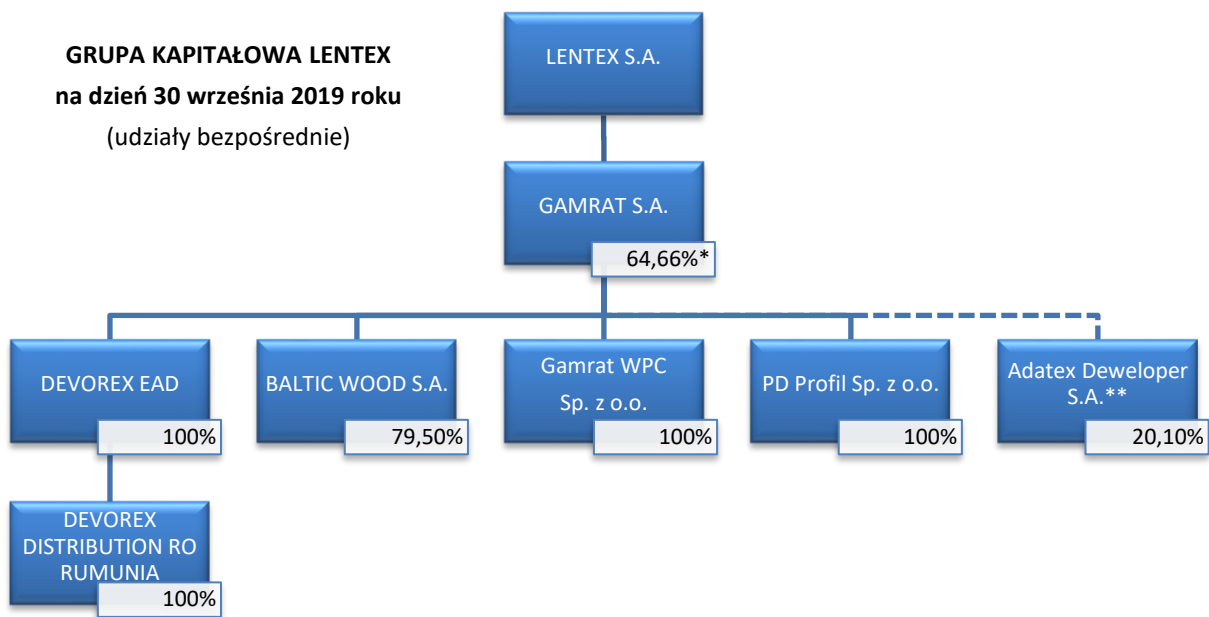 GRUPA KAPITAŁOWA LENTEX
na dzień 30 września 2019 roku
(udziały bezpośrednie)
LENTEX S.A.
GAMRAT S.A.
64,66%*
DEVOREX EAD
100%
BALTIC WOOD S.A.
79,50%
Gamrat WPC
Sp. z o.o.
100%
PD Profil Sp. z o.o.
100%
Adatex Deweloper
S.A.**
20,10%
DEVOREX
DISTRIBUTION RO
RUMUNIA
100%